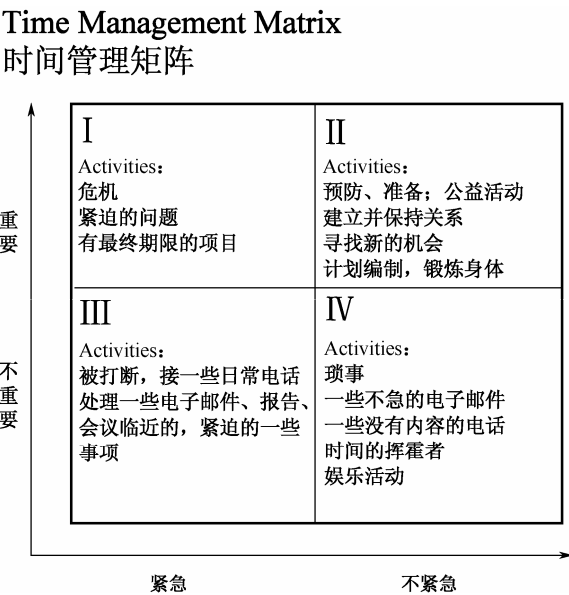 Time Management Matrix
时间管理矩阵
重要
不重要
I
Activities：
危机
紧迫的问题
有最终期限的项目
II
Activities：
预防、准备；公益活动
建立并保持关系
寻找新的机会
计划编制，锻炼身体
III
Activities：
被打断，接一些日常电话
处理一些电子邮件、报告、
会议临近的，紧迫的一些
事项
IV
Activities：
琐事
一些不急的电子邮件
一些没有内容的电话
时间的挥霍者
娱乐活动
紧急
不紧急